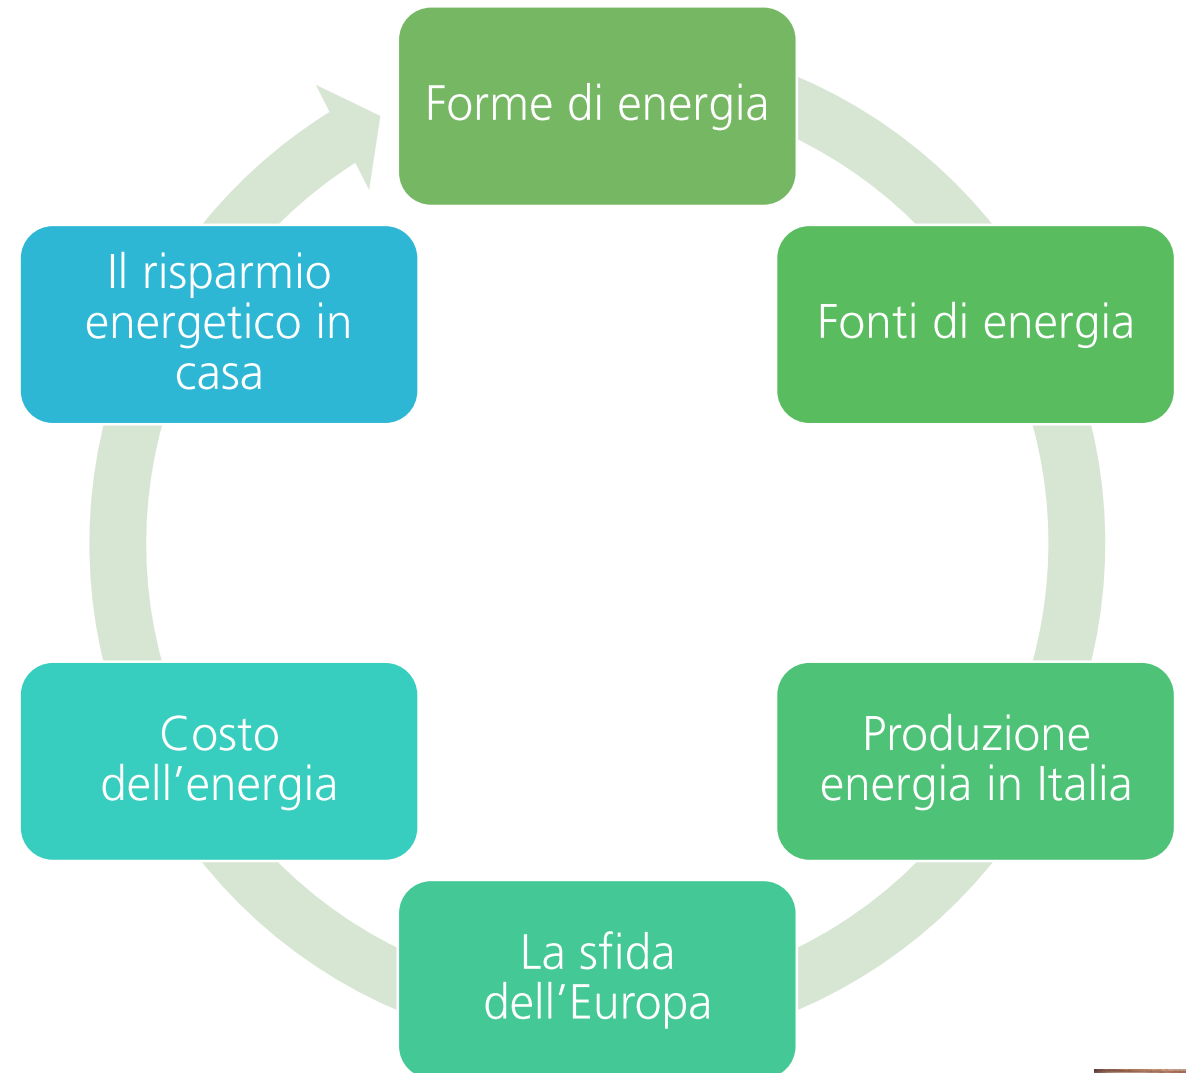 Forme di energia
Fonti di energia
Produzione
energia in Italia
La sfida
dell’Europa
Costo
dell’energia
Il risparmio
energetico in
casa